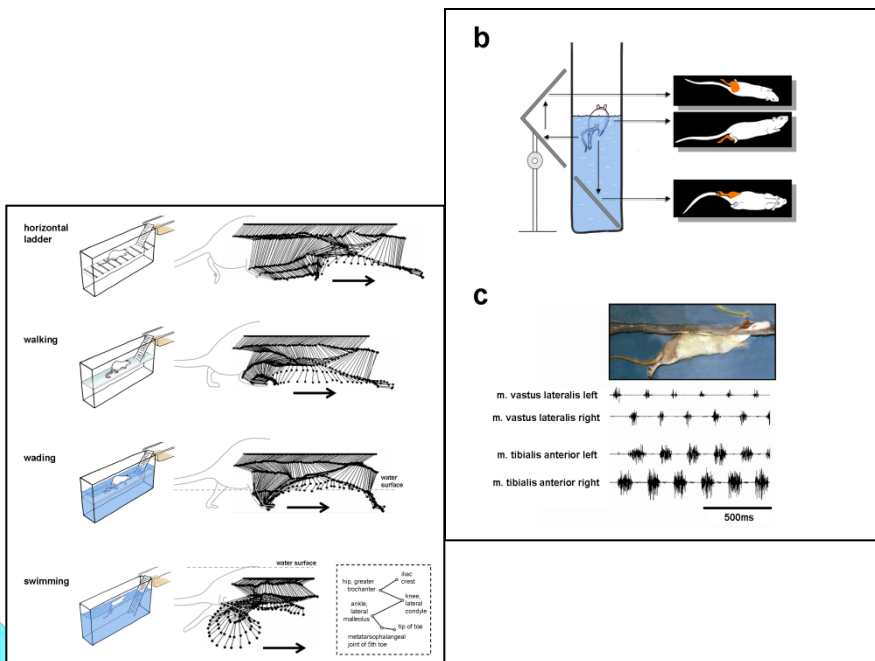 b
c
m. vastus lateralis left
m. vastus lateralis right
m. tibialis anterior left
m. tibialis anterior right
500ms
horizontal
ladder
walking
wading
water
surface
swimming
water surface
iliac
crest
hip, greater
trochanter
knee,
lateral
condyle
ankle,
lateral
malleolus
tip of toe
metatarsophalangeal
joint of 5th toe